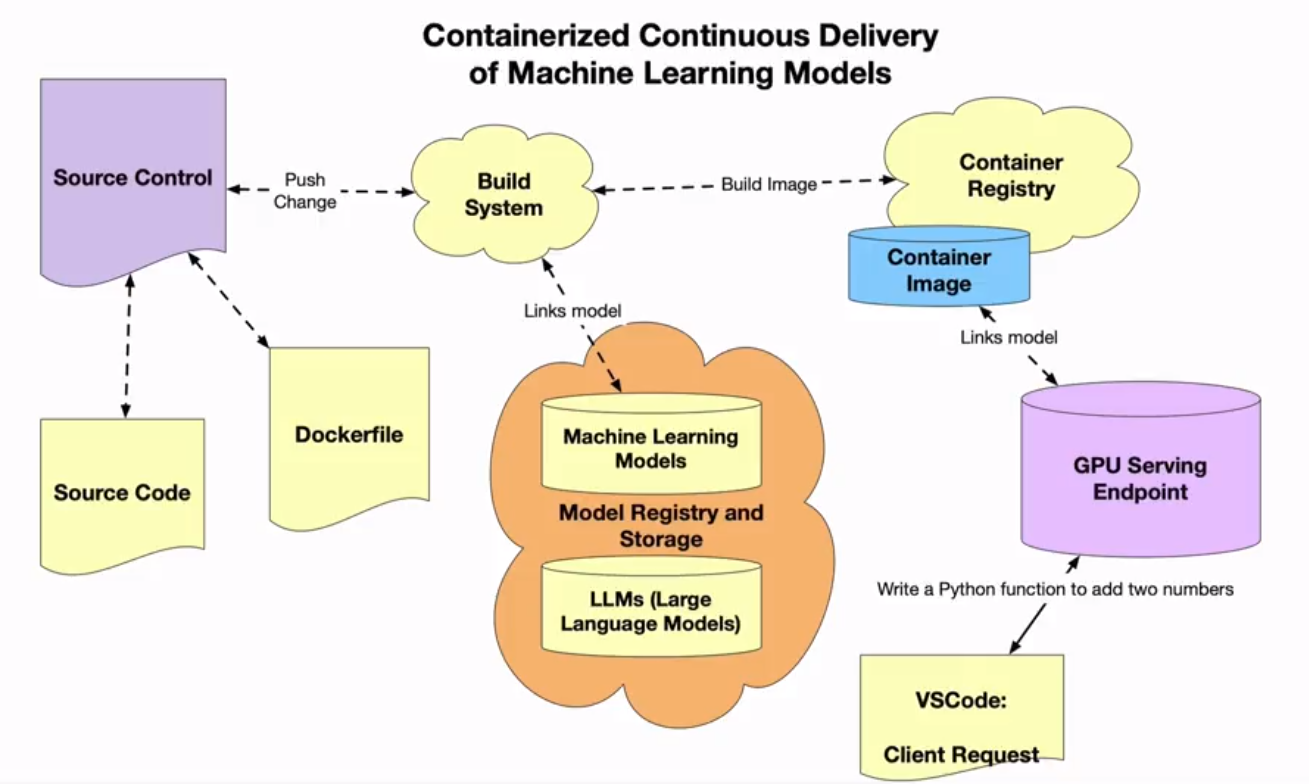 Containerized Continuous Delivery
of Machine Learning Models
Source Control
Push
Change
Build
System
Build Image
Container
Registry
Container
Image
Links model
Links model
Dockerfile
Source Code
Machine Learning
Models
Model Registry and
Storage
LLMs (Large
Language Models)
GPU Serving
Endpoint
Write a Python function to add two numbers
VSCode:
Client Request